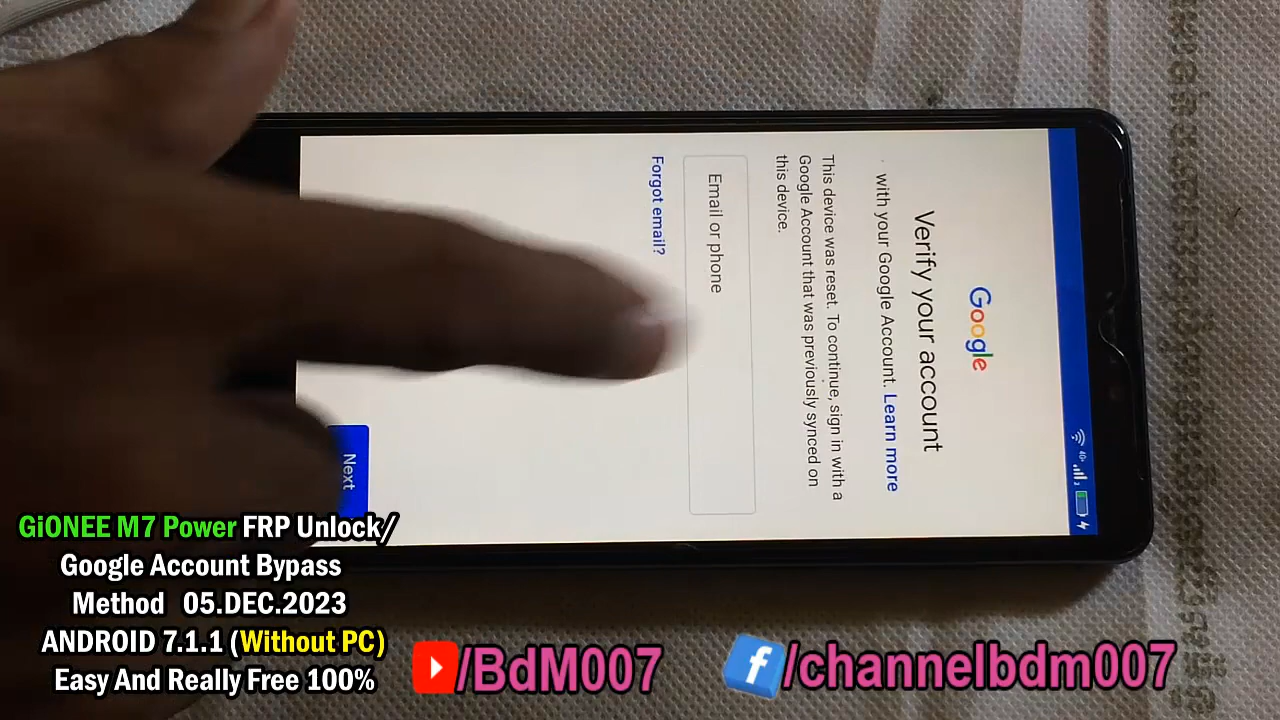 Google
Verify your account
with your Google Account. Learn more
This device was reset. To continue, sign in with a
Google Account that was previously synced on
this device.
Email or phone
Forgot email?
Next
GiONEE M7 Power FRP Unlock/
Google Account Bypass
Method 05.DEC.2023
ANDROID 7.1.1 (Without PC)
Easy And Really Free 100%
/BdM007
f/channelbdm007